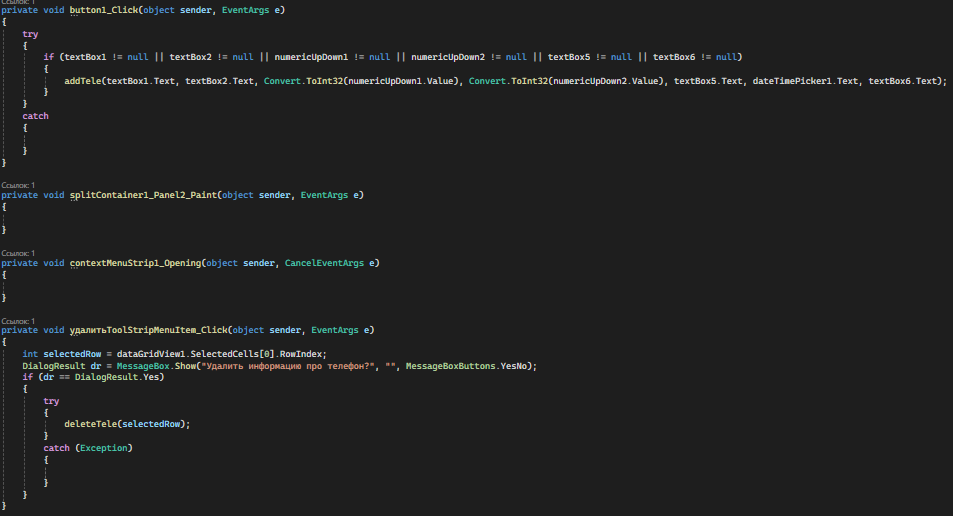 Ссылок: 1
private void button1_Click(object sender, EventArgs e)
{
try
{
if (textBox1 != null || textBox2 != null || numericUpDown1 != null || numericUpDown2 != null || textBox5 != null || textBox6 != null)
{
addTele(textBox1.Text, textBox2.Text, Convert.ToInt32(numericUpDown1.Value), Convert.ToInt32(numericUpDown2.Value), textBox5.Text, dateTimePicker1.Text, textBox6.Text);
}
}
catch
{
}
}
Ссылок: 1
private void splitContainer1_Panel2_Paint(object sender, EventArgs e)
{
}
Ссылок: 1
private void contextMenuStrip1_Opening(object sender, CancelEventArgs e)
{
}
Ссылок: 1
private void удалитьToolStripMenuItem_Click(object sender, EventArgs e)
{
int selectedRow = dataGridView1.SelectedCells[0].RowIndex;
DialogResult dr = MessageBox.Show("Удалить информацию про телефон?", "", MessageBoxButtons.YesNo);
if (dr == DialogResult.Yes)
{
try
{
deleteTele(selectedRow);
}
catch (Exception)
{
}
}
}